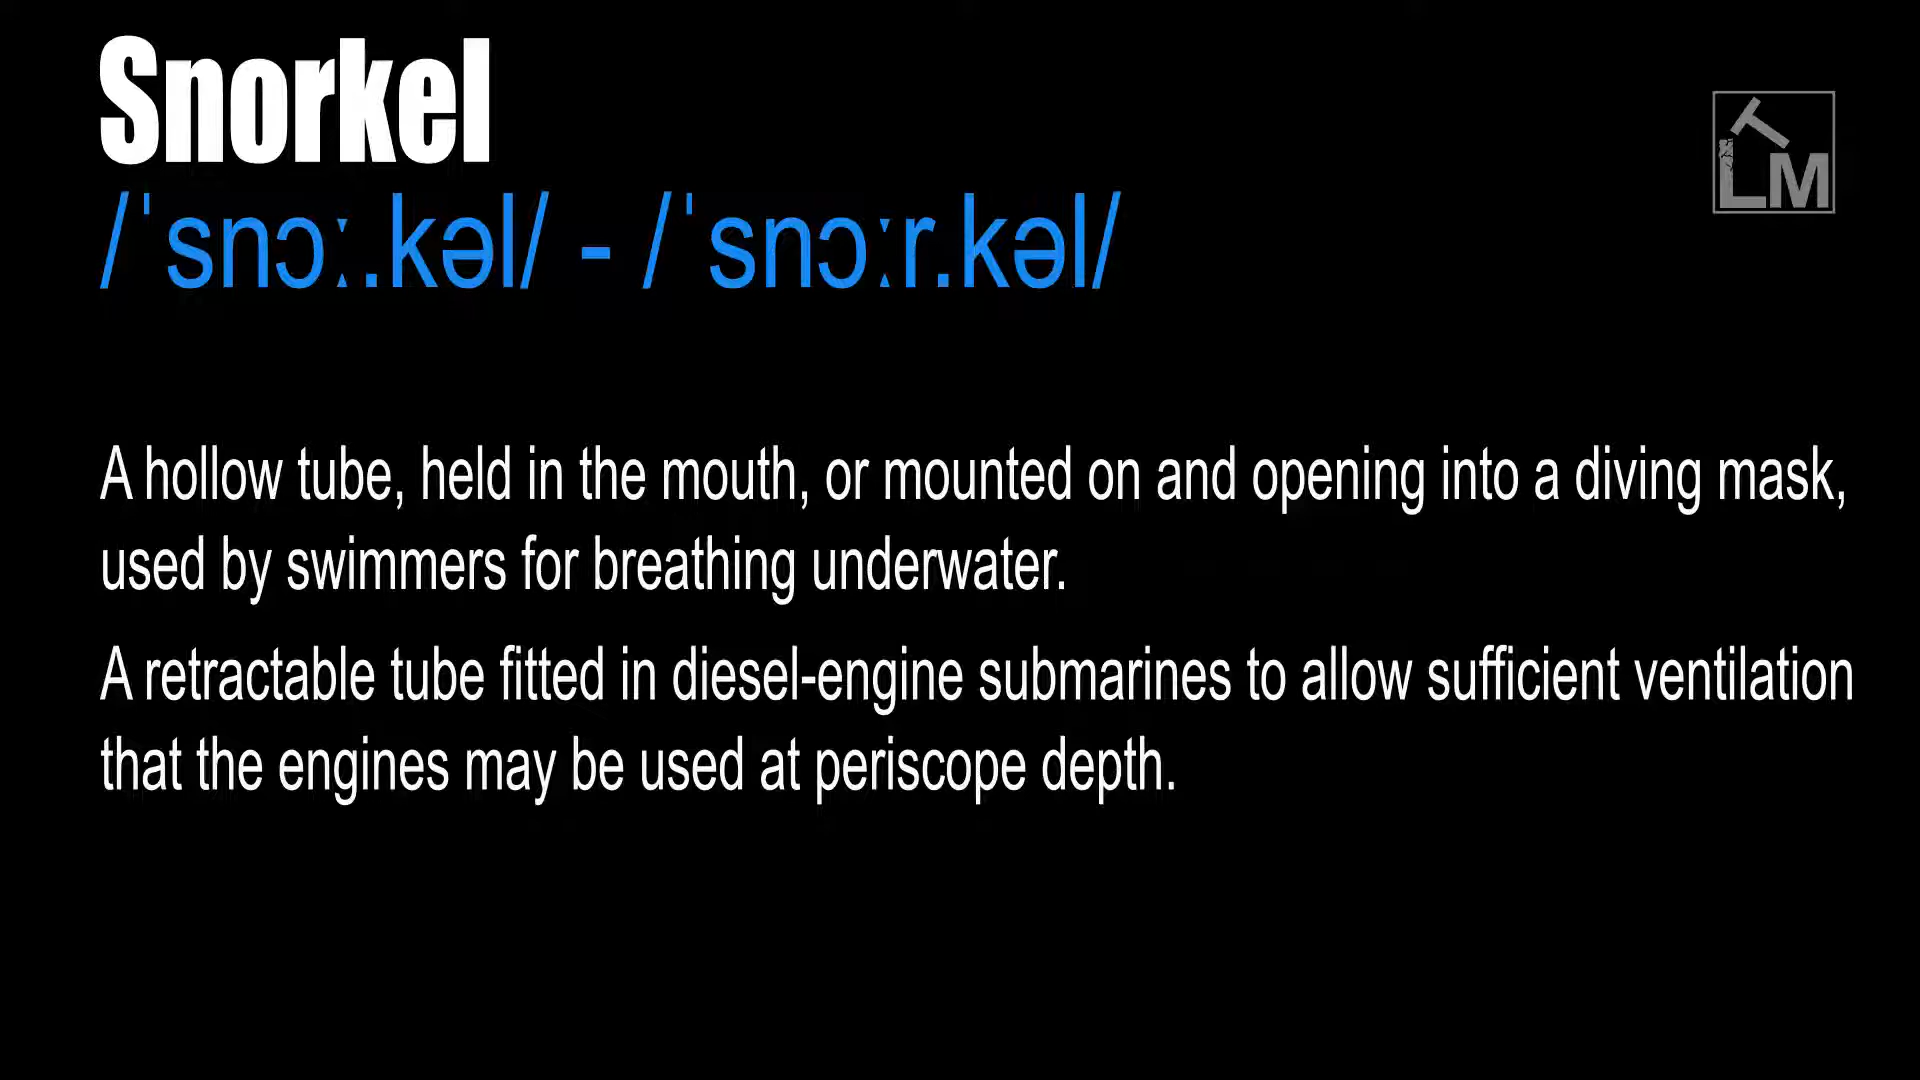 Snorkel
/ˈsnɔː.kəl/ - /ˈsnɔːr.kəl/
LTM
A hollow tube, held in the mouth, or mounted on and opening into a diving mask,
used by swimmers for breathing underwater.
A retractable tube fitted in diesel-engine submarines to allow sufficient ventilation
that the engines may be used at periscope depth.